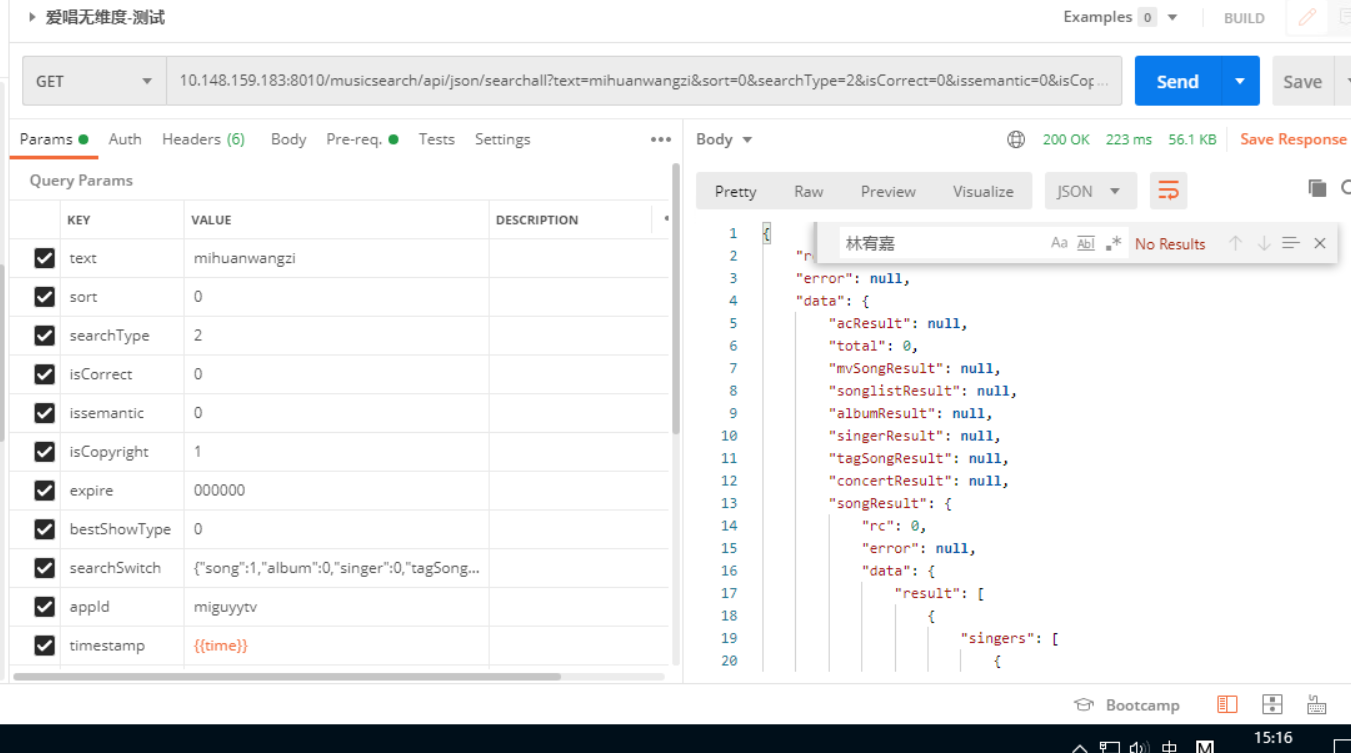 爱唱无维度-测试
Examples 0
BUILD
GET
10.148.159.183:8010/musicsearch/api/json/searchall?text=mihuanwangzi&sort=0&searchType=2&isCorrect=0&issemantic=0&isCop...
Send
Save
Params Auth Headers (6) Body Pre-req. Tests Settings
Query Params
KEY VALUE DESCRIPTION
text mihuanwangzi
sort 0
searchType 2
isCorrect 0
issemantic 0
isCopyright 1
expire 000000
bestShowType 0
searchSwitch {"song":1,"album":0,"singer":0,"tagSong...
appId miguyytv
timestamp {{time}}
Body 200 OK 223 ms 56.1 KB Save Response
Pretty Raw Preview Visualize JSON
林宥嘉 Aa Abl .* No Results
1 {
2
3 "error": null,
4 "data": {
5 "acResult": null,
6 "total": 0,
7 "mvSongResult": null,
8 "songlistResult": null,
9 "albumResult": null,
10 "singerResult": null,
11 "tagSongResult": null,
12 "concertResult": null,
13 "songResult": {
14 "rc": 0,
15 "error": null,
16 "data": {
17 "result": [
18 {
19 "singers": [
20 {
Bootcamp
中 M 15:16